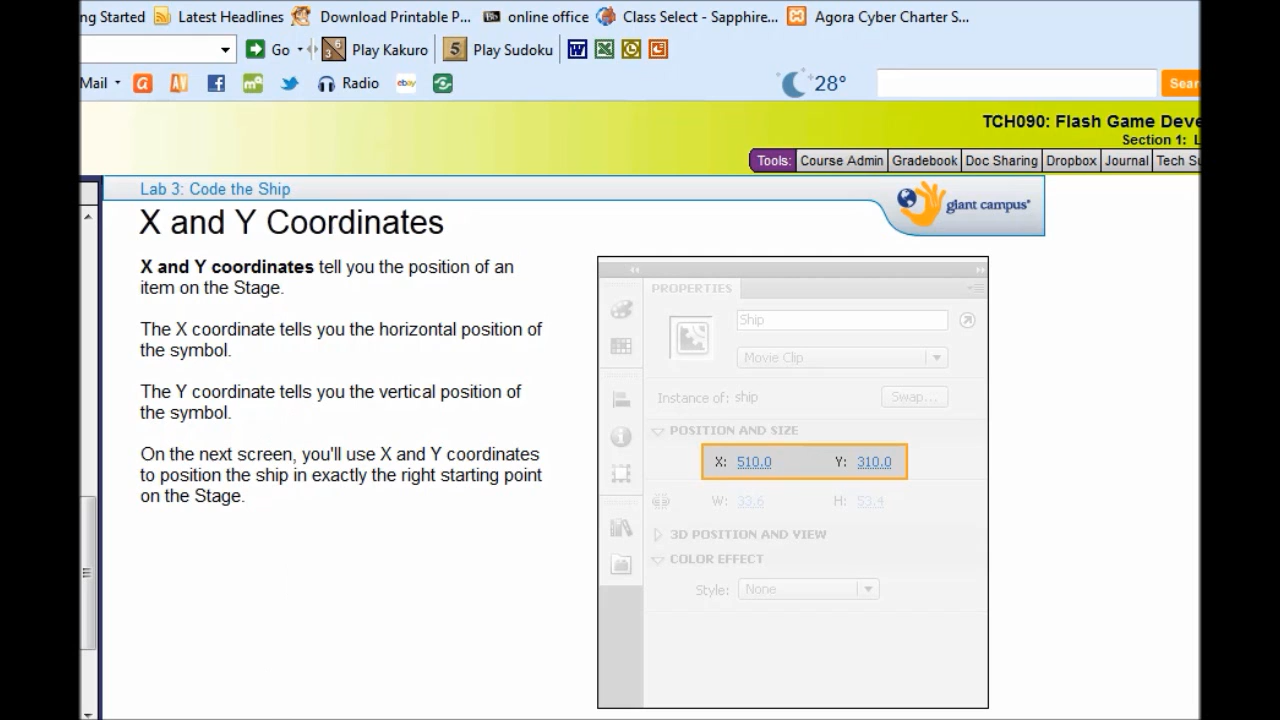 ng Started Latest Headlines Download Printable P... online office Class Select - Sapphire... Agora Cyber Charter S...
Go Play Kakuro 5 Play Sudoku
Mail Radio ebay 28° Sear
TCH090: Flash Game Deve
Section 1: L
Tools: Course Admin Gradebook Doc Sharing Dropbox Journal Tech Su
Lab 3: Code the Ship
giant campus
X and Y Coordinates
X and Y coordinates tell you the position of an
item on the Stage.
The X coordinate tells you the horizontal position of
the symbol.
The Y coordinate tells you the vertical position of
the symbol.
On the next screen, you'll use X and Y coordinates
to position the ship in exactly the right starting point
on the Stage.
PROPERTIES
Ship
Movie Clip
Instance of: ship Swap...
POSITION AND SIZE
X: 510.0 Y: 310.0
W: 33.6 H: 53.4
3D POSITION AND VIEW
COLOR EFFECT
Style: None